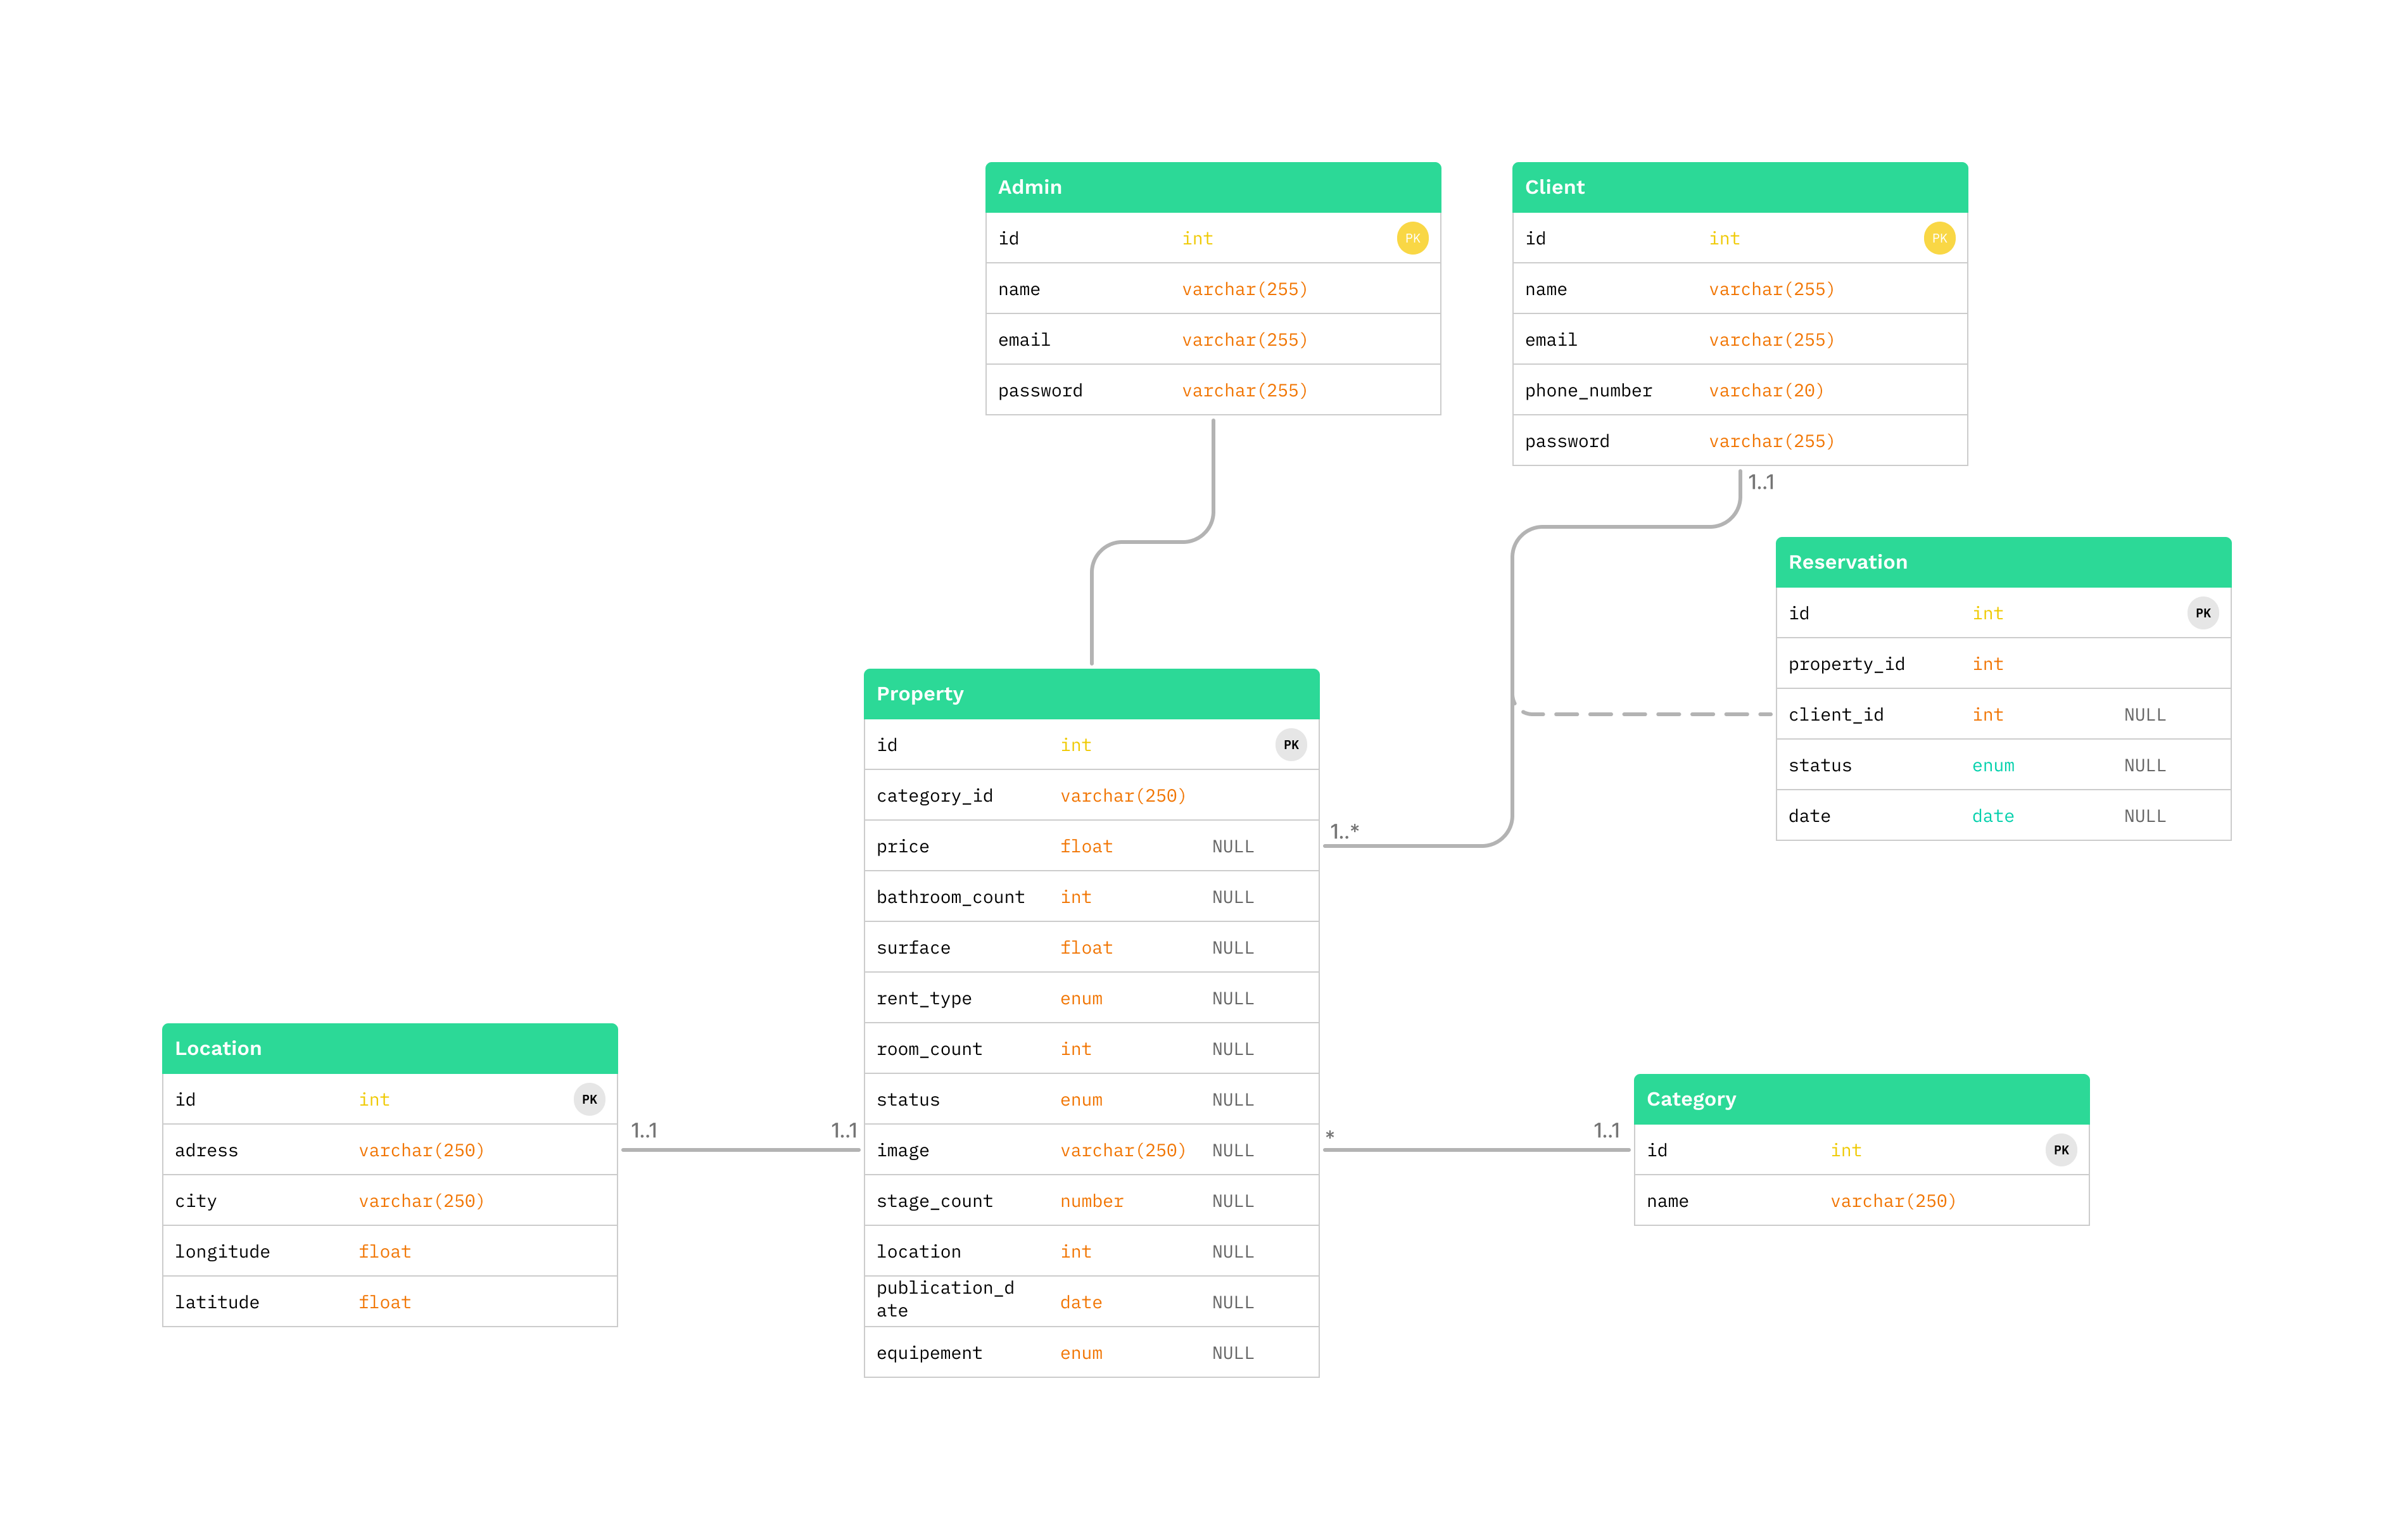 Admin
id int PK
name varchar(255)
email varchar(255)
password varchar(255)
Client
id int PK
name varchar(255)
email varchar(255)
phone_number varchar(20)
password varchar(255)
1..1
Reservation
id int PK
property_id int
client_id int NULL
status enum NULL
date date NULL
Property
id int PK
category_id varchar(250)
price float NULL
bathroom_count int NULL
surface float NULL
rent_type enum NULL
room_count int NULL
status enum NULL
image varchar(250) NULL
stage_count number NULL
location int NULL
publication_d
ate date NULL
equipement enum NULL
1..*
Location
id int PK
adress varchar(250)
city varchar(250)
longitude float
latitude float
1..1 1..1
* 1..1
Category
id int PK
name varchar(250)